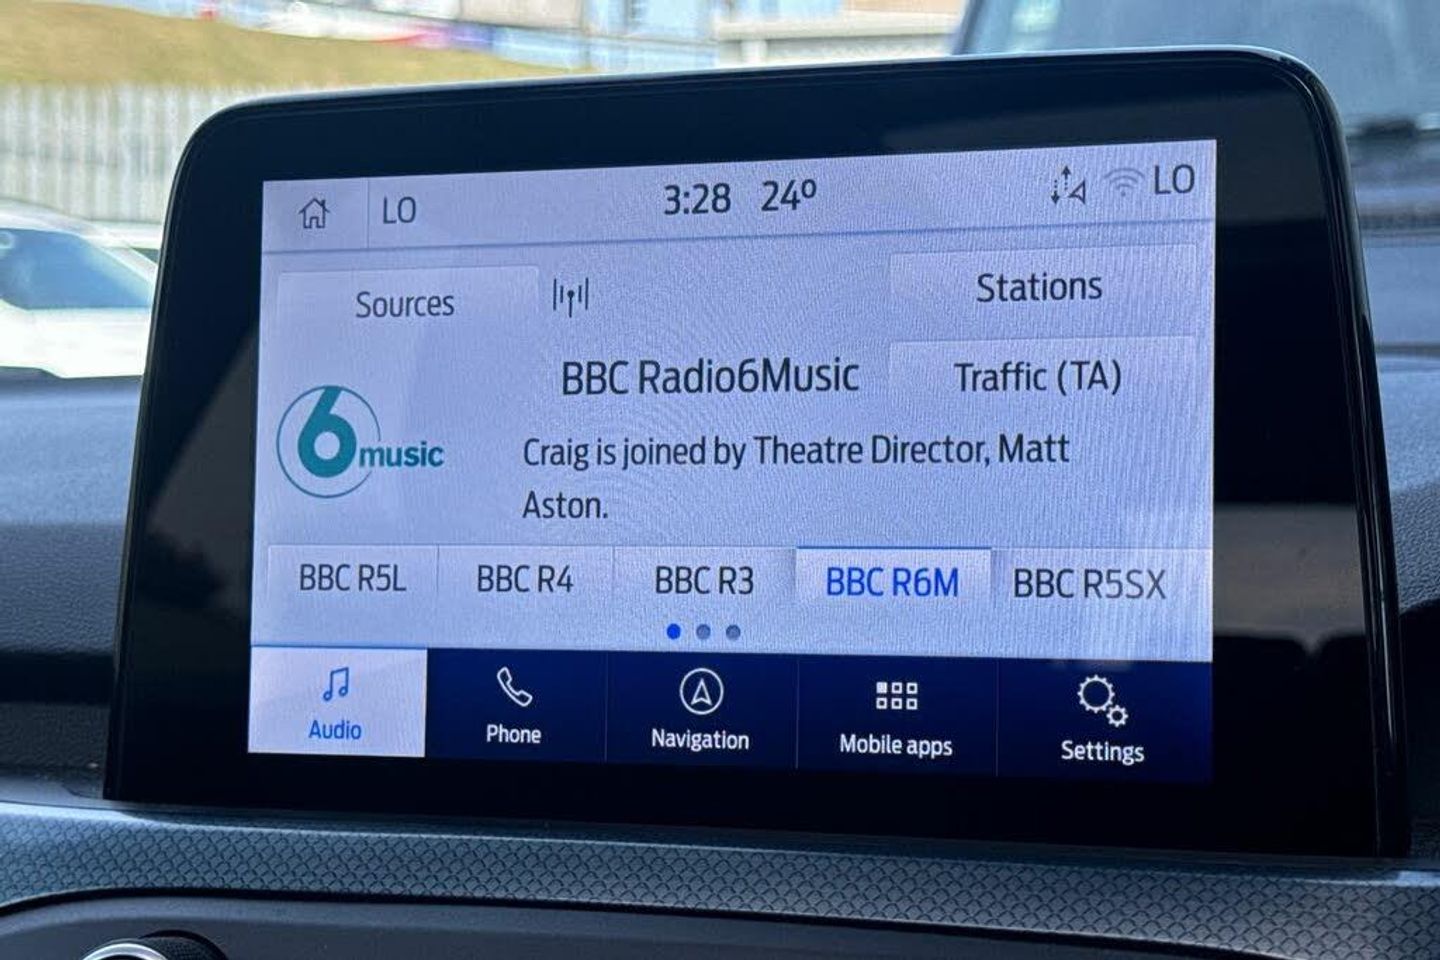 LO 3:28 24º LO
Sources Stations
BBC Radio6Music Traffic (TA)
6music
Craig is joined by Theatre Director, Matt
Aston.
BBC R5L BBC R4 BBC R3 BBC R6M BBC R5SX
Audio Phone Navigation Mobile apps Settings